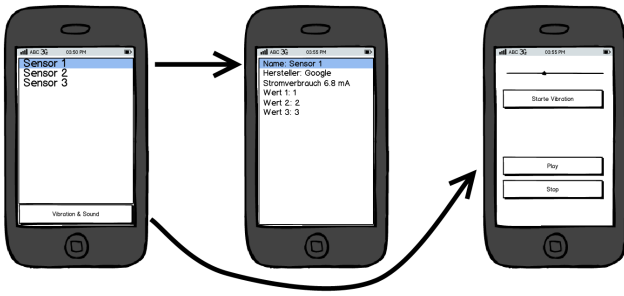 ABC 3G 03:50 PM
Sensor 1
Sensor 2
Sensor 3
Vibration & Sound
ABC 3G 03:55 PM
Name: Sensor 1
Hersteller: Google
Stromverbrauch 6.8 mA
Wert 1: 1
Wert 2: 2
Wert 3: 3
ABC 3G 03:55 PM
Starte Vibration
Play
Stop